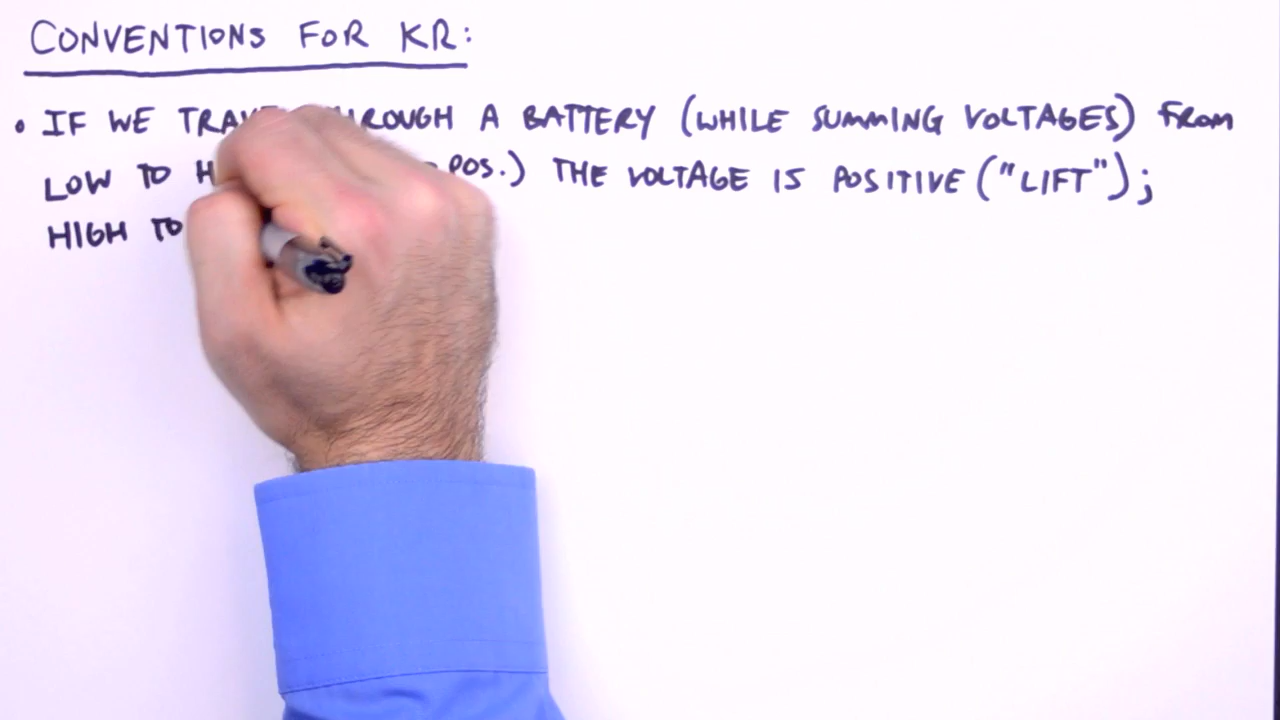 CONVENTIONS FOR KR:
• IF WE TRAV THROUGH A BATTERY (WHILE SUMMING VOLTAGES) FROM
LOW TO H POS.) THE VOLTAGE IS POSITIVE ("LIFT");
HIGH TO